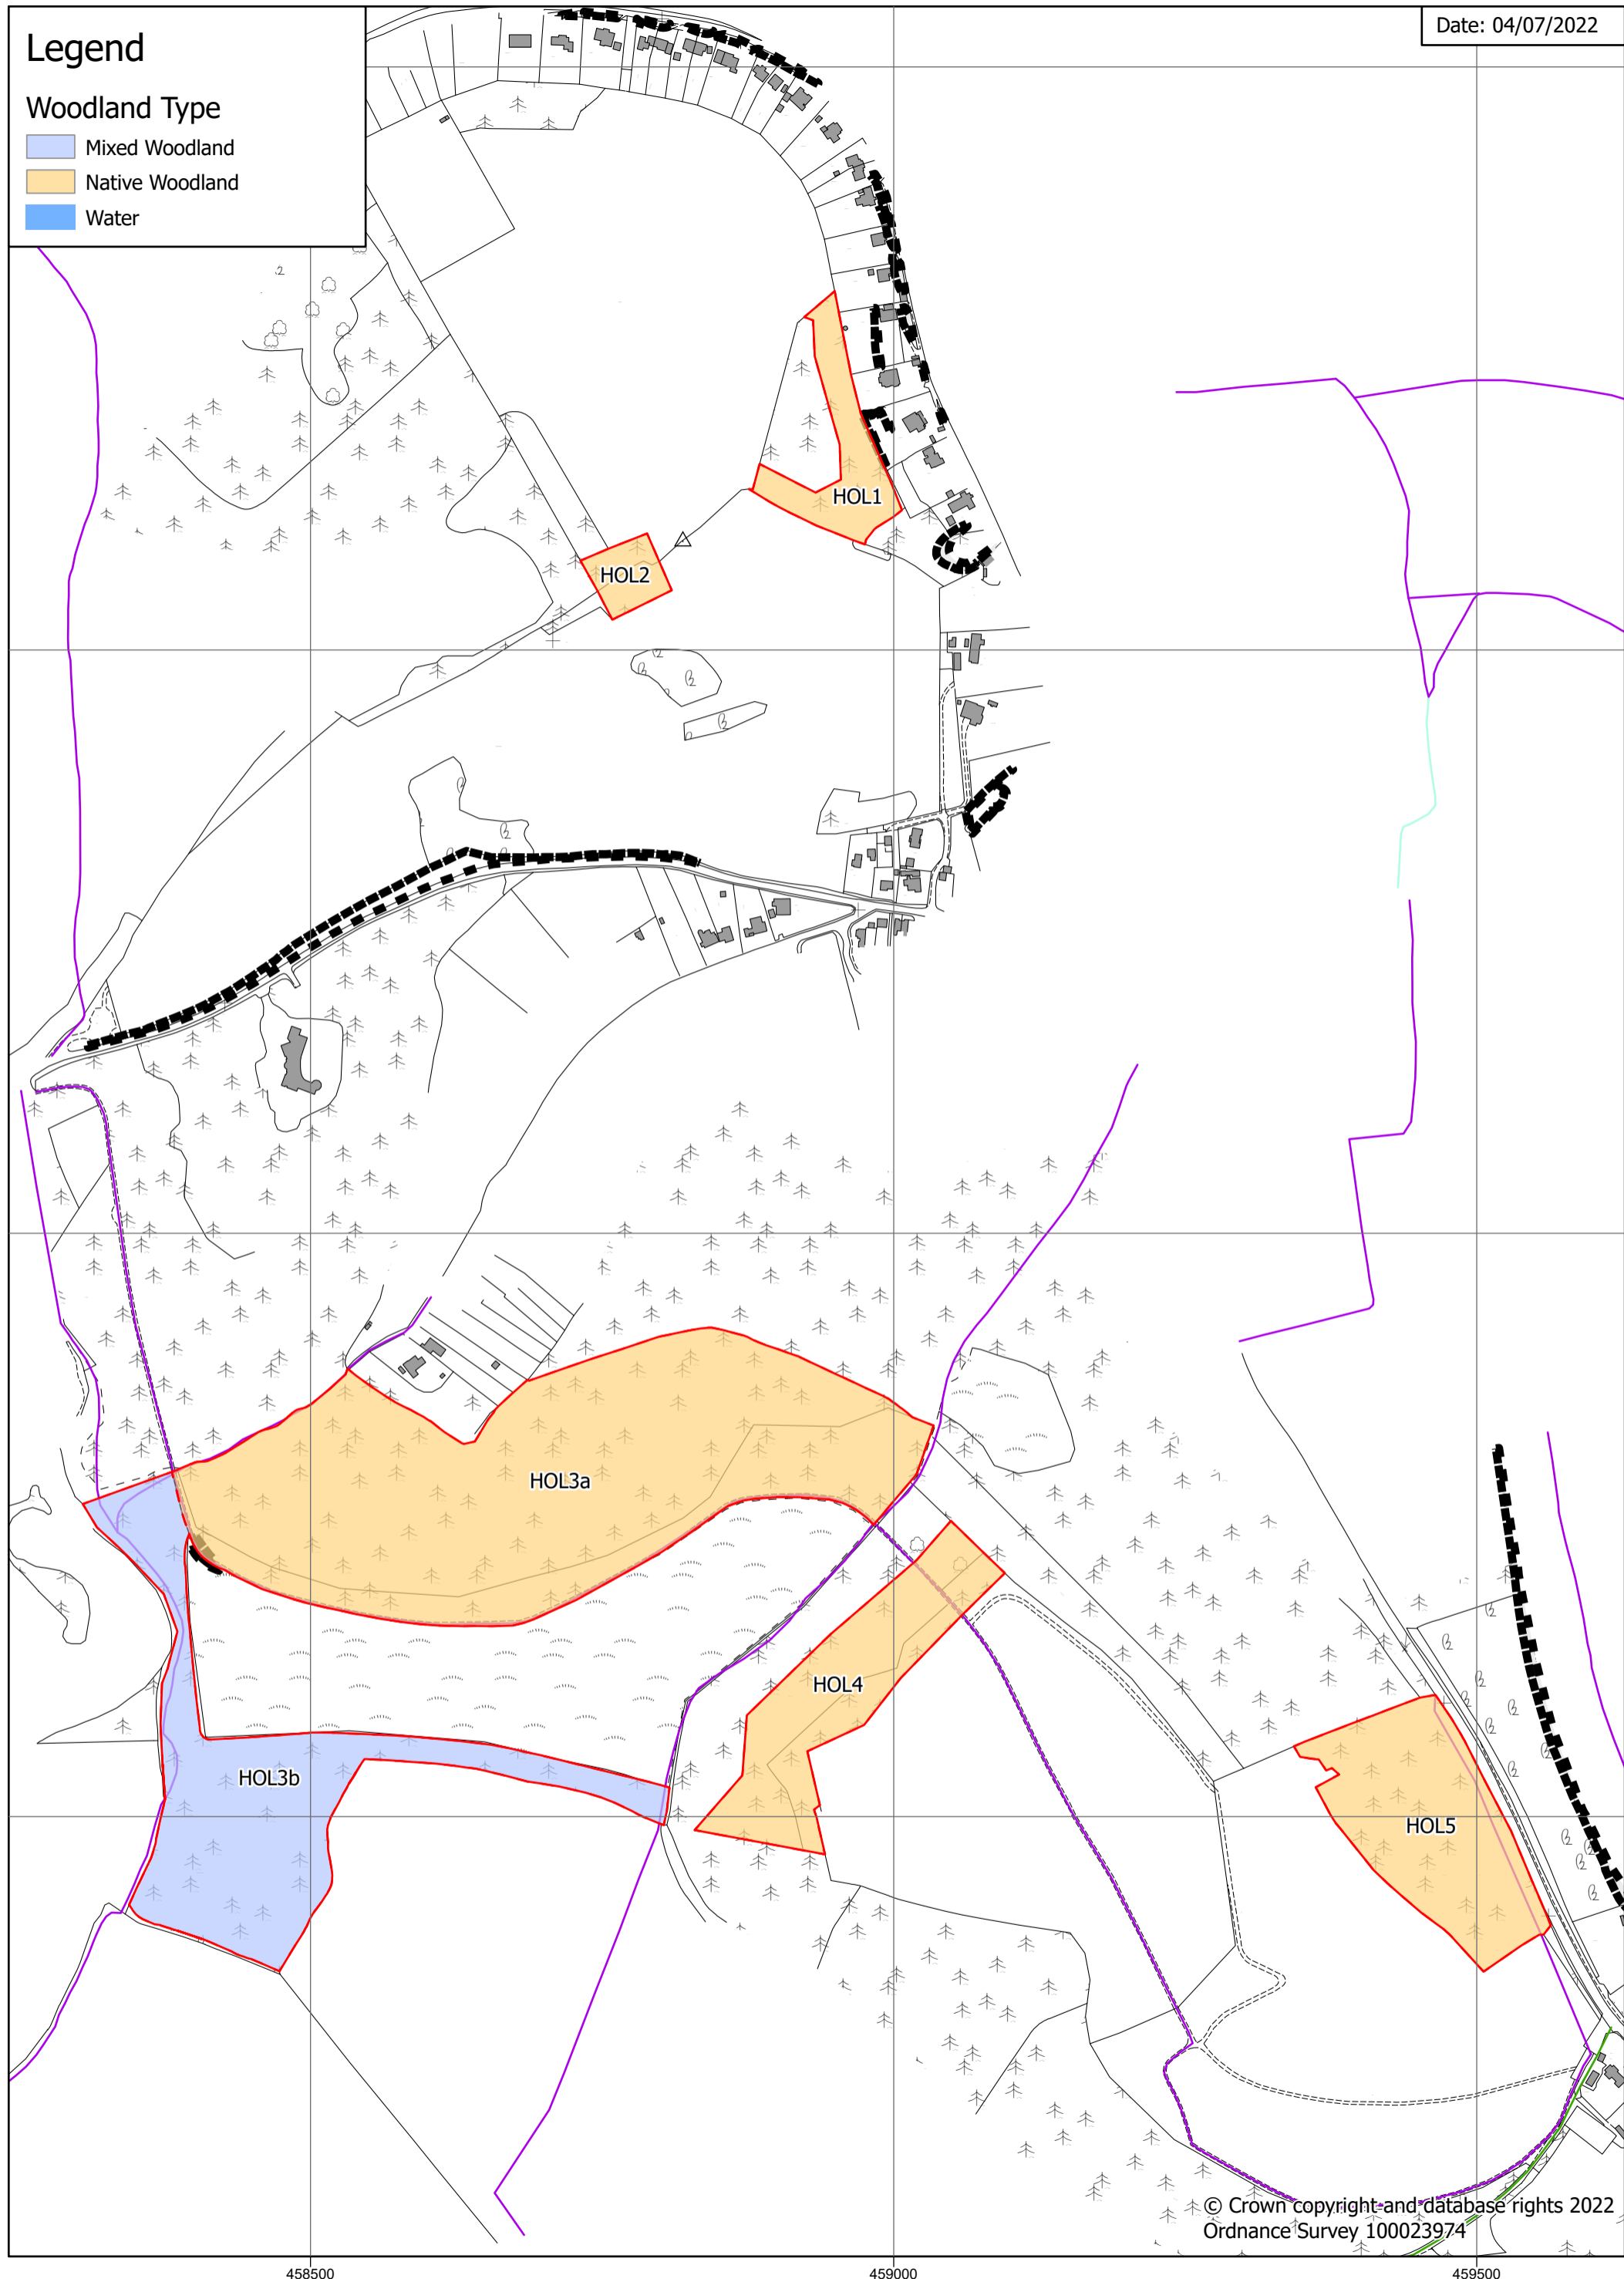 Legend
Woodland Type
Mixed Woodland
Native Woodland
Water
Date: 04/07/2022
HOL1
HOL2
HOL3a
HOL4
HOL3b
HOL5
© Crown copyright and database rights 2022
Ordnance Survey 100023974
458500
459000
459500